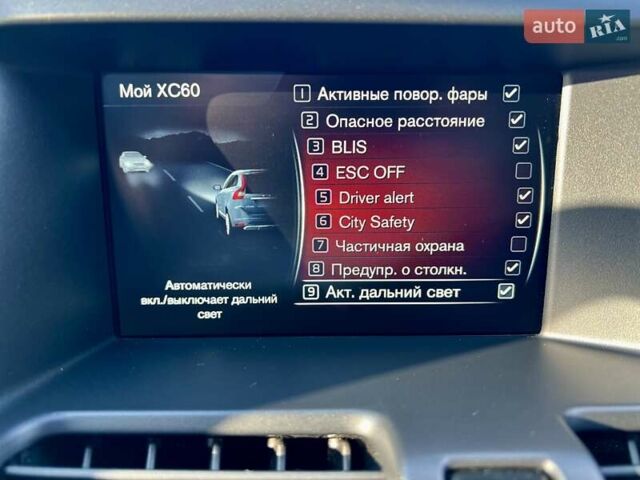 auto RIA
.com
Мой XC60
1 Активные повор. фары
2 Опасное расстояние
3 BLIS
4 ESC OFF
5 Driver alert
6 City Safety
7 Частичная охрана
8 Предупр. о столкн.
9 Акт. дальний свет
Автоматически
вкл./выключает дальний
свет